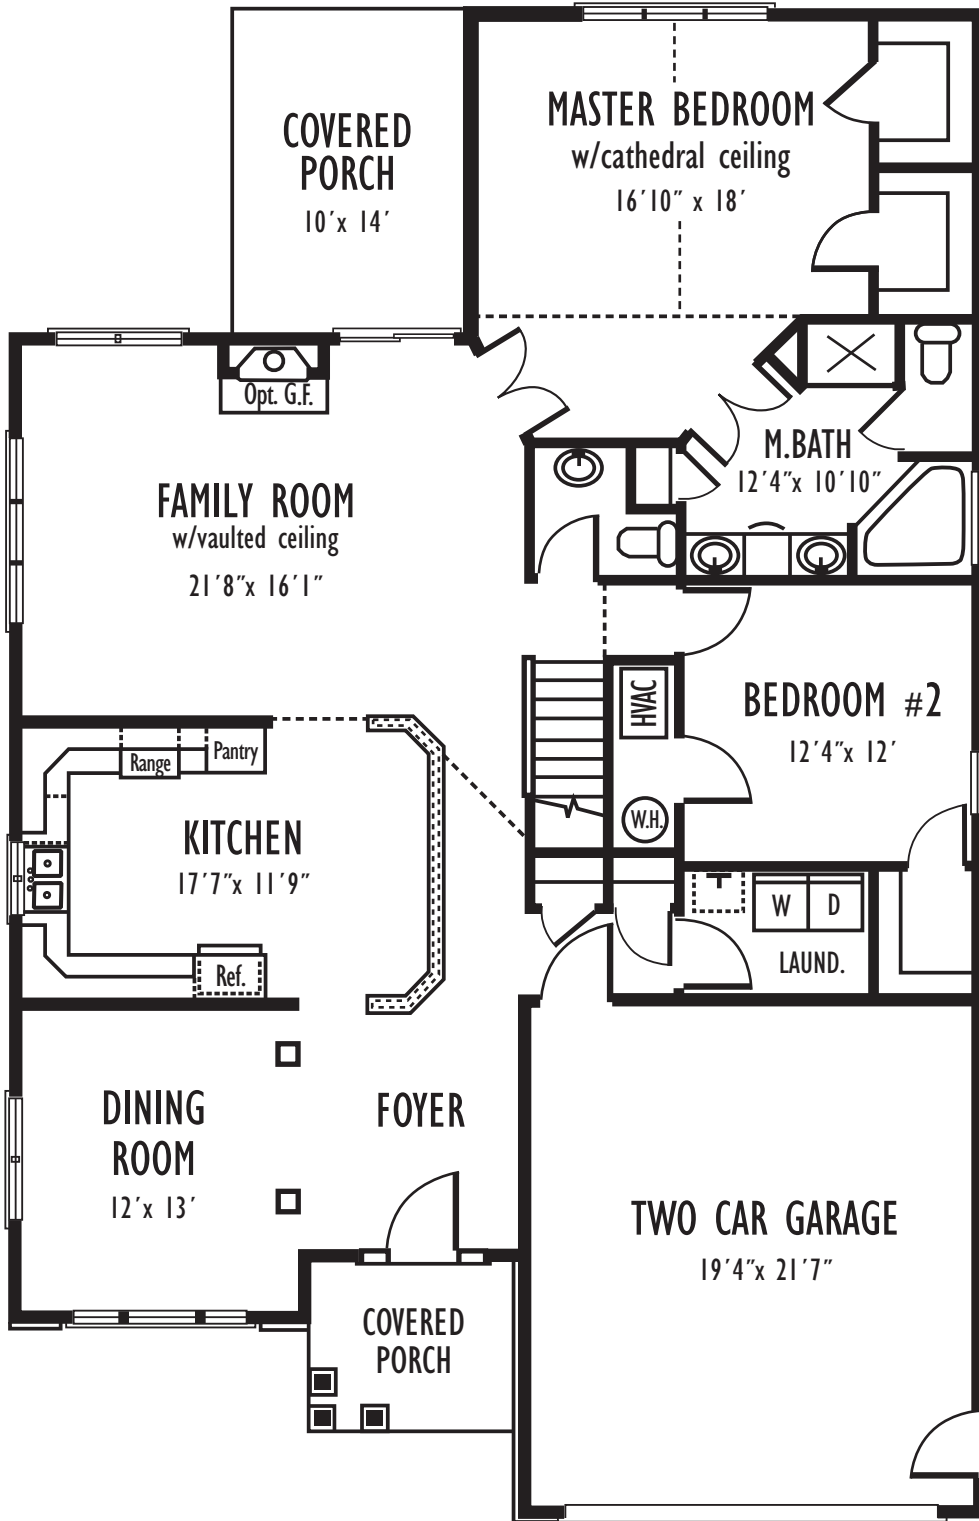 COVERED
PORCH
10´x 14´
MASTER BEDROOM
w/cathedral ceiling
16´10˝ x 18´
Opt. G.F.
FAMILY ROOM
w/vaulted ceiling
21´8˝x 16´1˝
M.BATH
12´4˝x 10´10˝
HVAC
W.H.
BEDROOM #2
12´4˝x 12´
Range
Pantry
KITCHEN
17´7˝x 11´9˝
Ref.
W
D
LAUND.
DINING
ROOM
12´x 13´
FOYER
TWO CAR GARAGE
19´4˝x 21´7˝
COVERED
PORCH